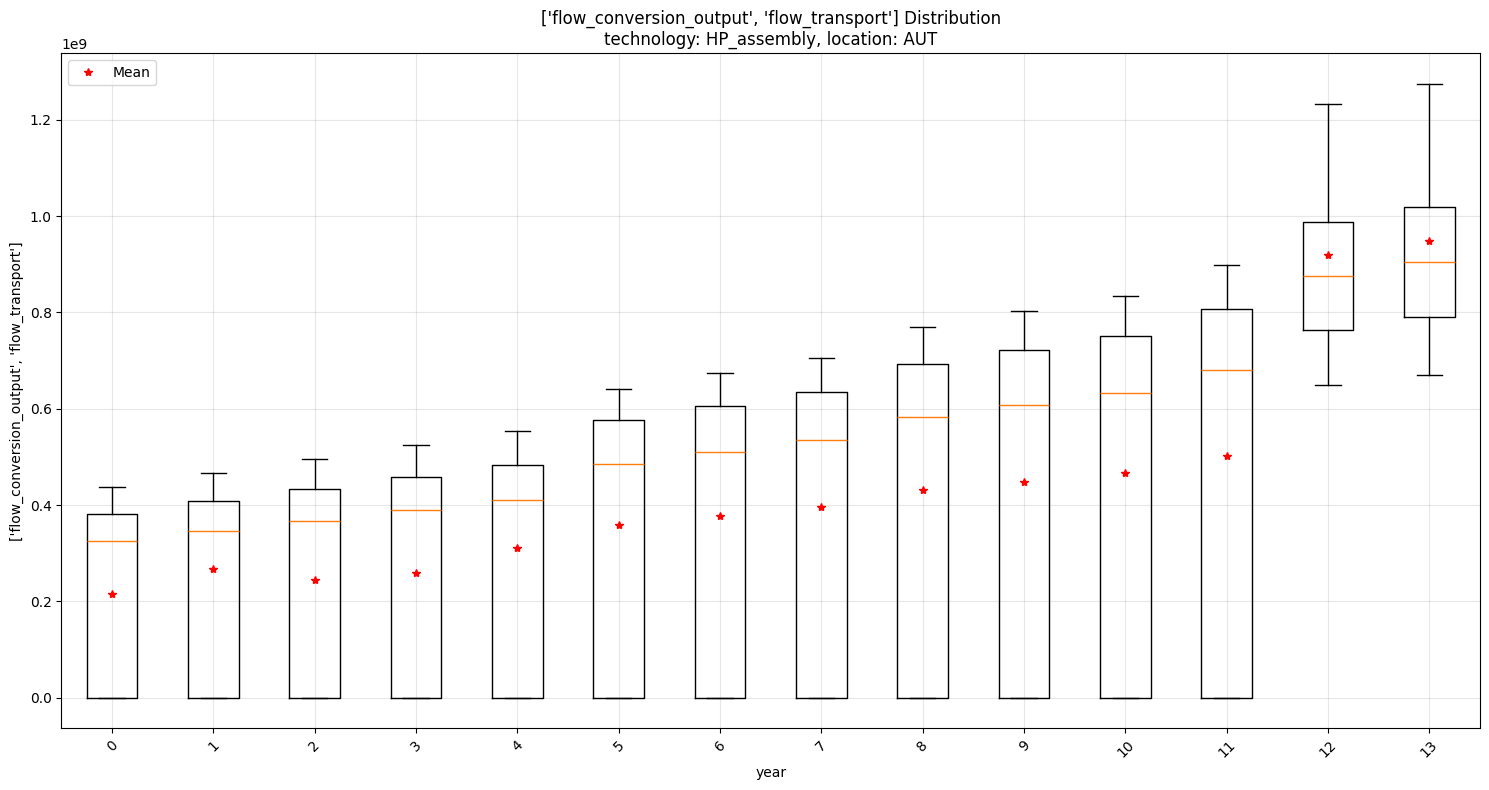 ['flow_conversion_output', 'flow_transport'] Distribution
technology: HP_assembly, location: AUT
1e9
Mean
1.2
1.0
0.8
0.6
0.4
0.2
0.0
['flow_conversion_output', 'flow_transport']
0 1 2 3 4 5 6 7 8 9 10 11 12 13
year